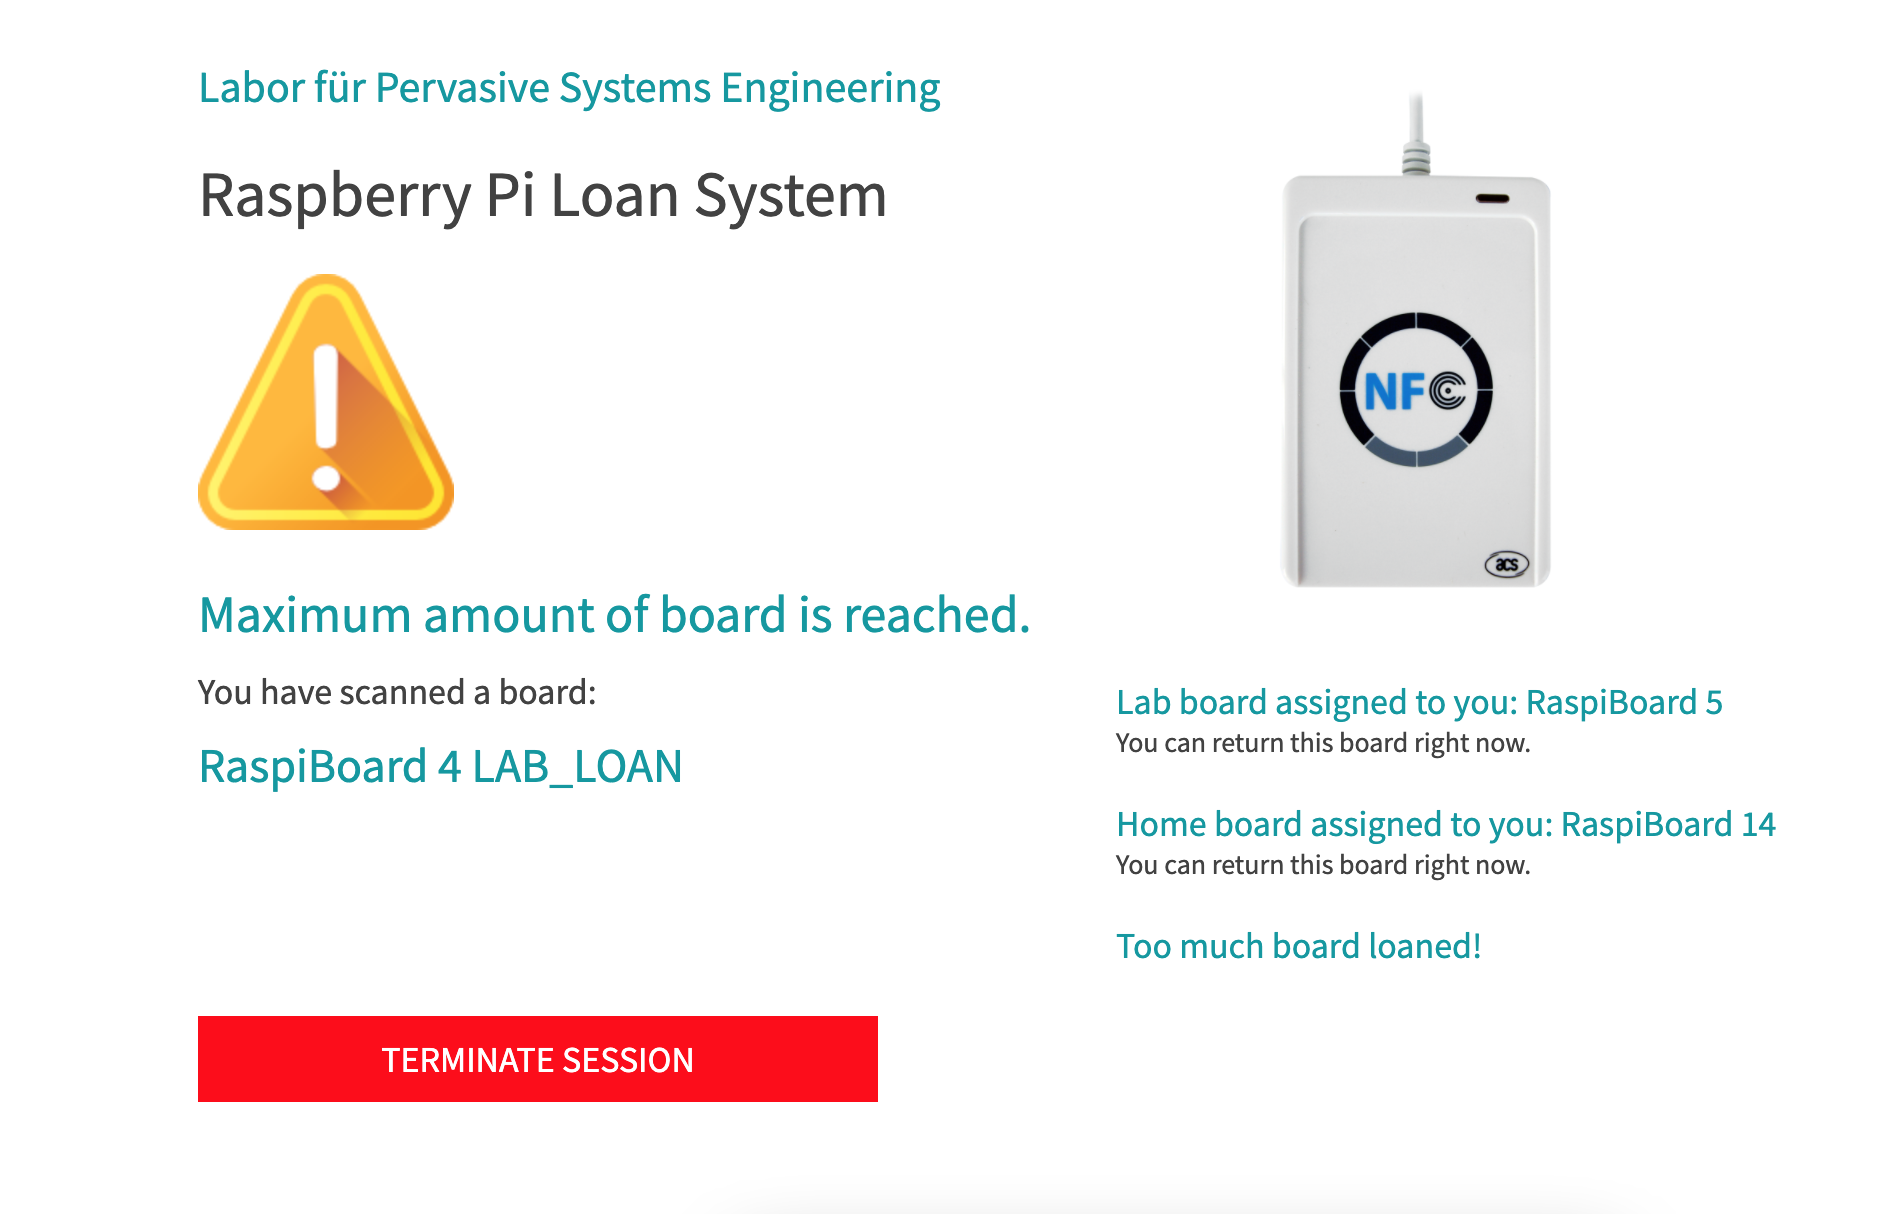 Labor für Pervasive Systems Engineering
Raspberry Pi Loan System
NFC
acs
Maximum amount of board is reached.
You have scanned a board:
RaspiBoard 4 LAB_LOAN
Lab board assigned to you: RaspiBoard 5
You can return this board right now.
Home board assigned to you: RaspiBoard 14
You can return this board right now.
Too much board loaned!
TERMINATE SESSION